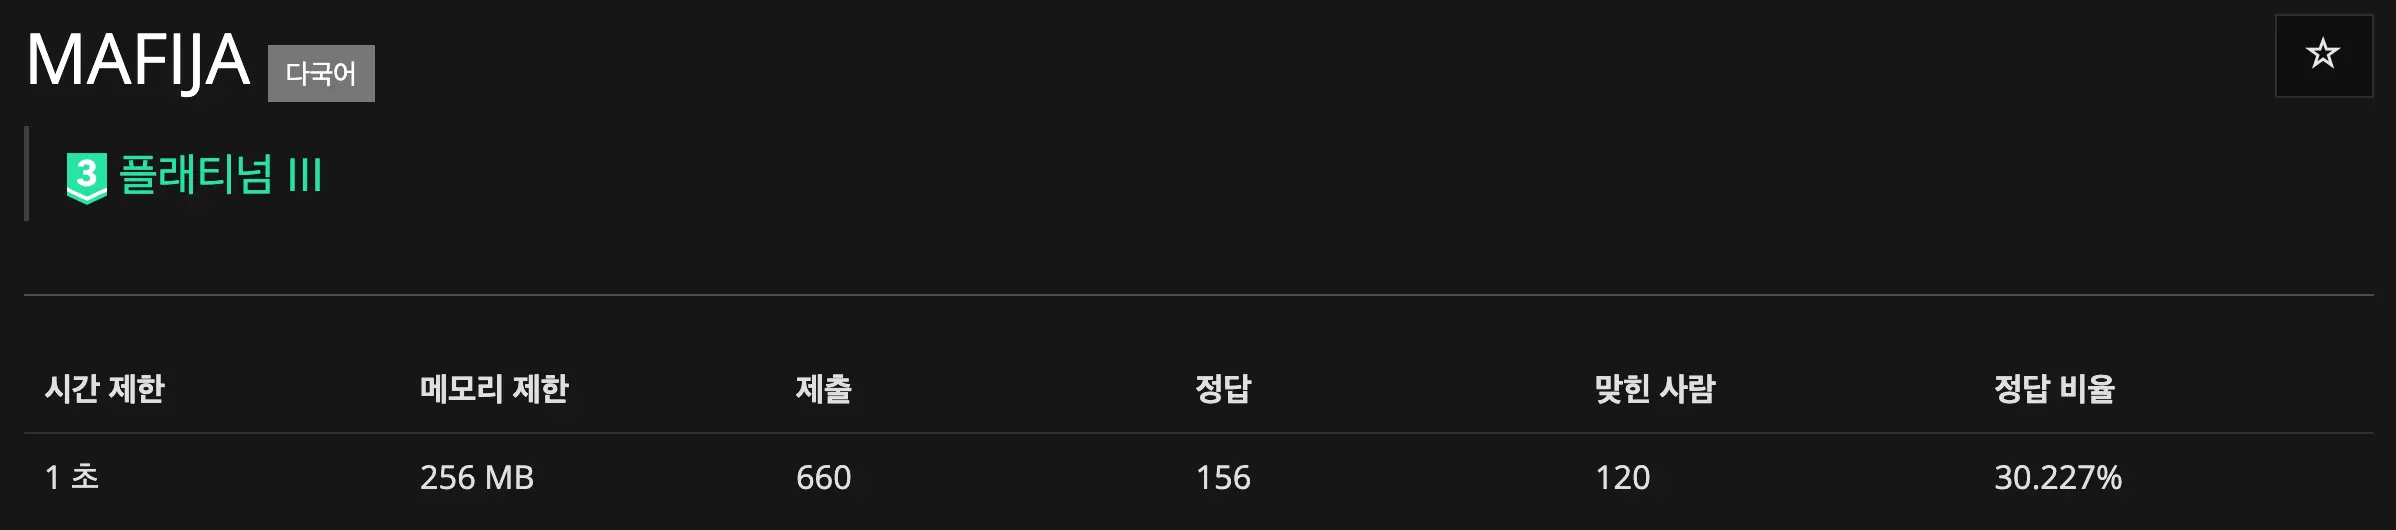 MAFIJA 다국어
3 플래티넘 III
시간 제한 메모리 제한 제출 정답 맞힌 사람 정답 비율
1 초 256 MB 660 156 120 30.227%